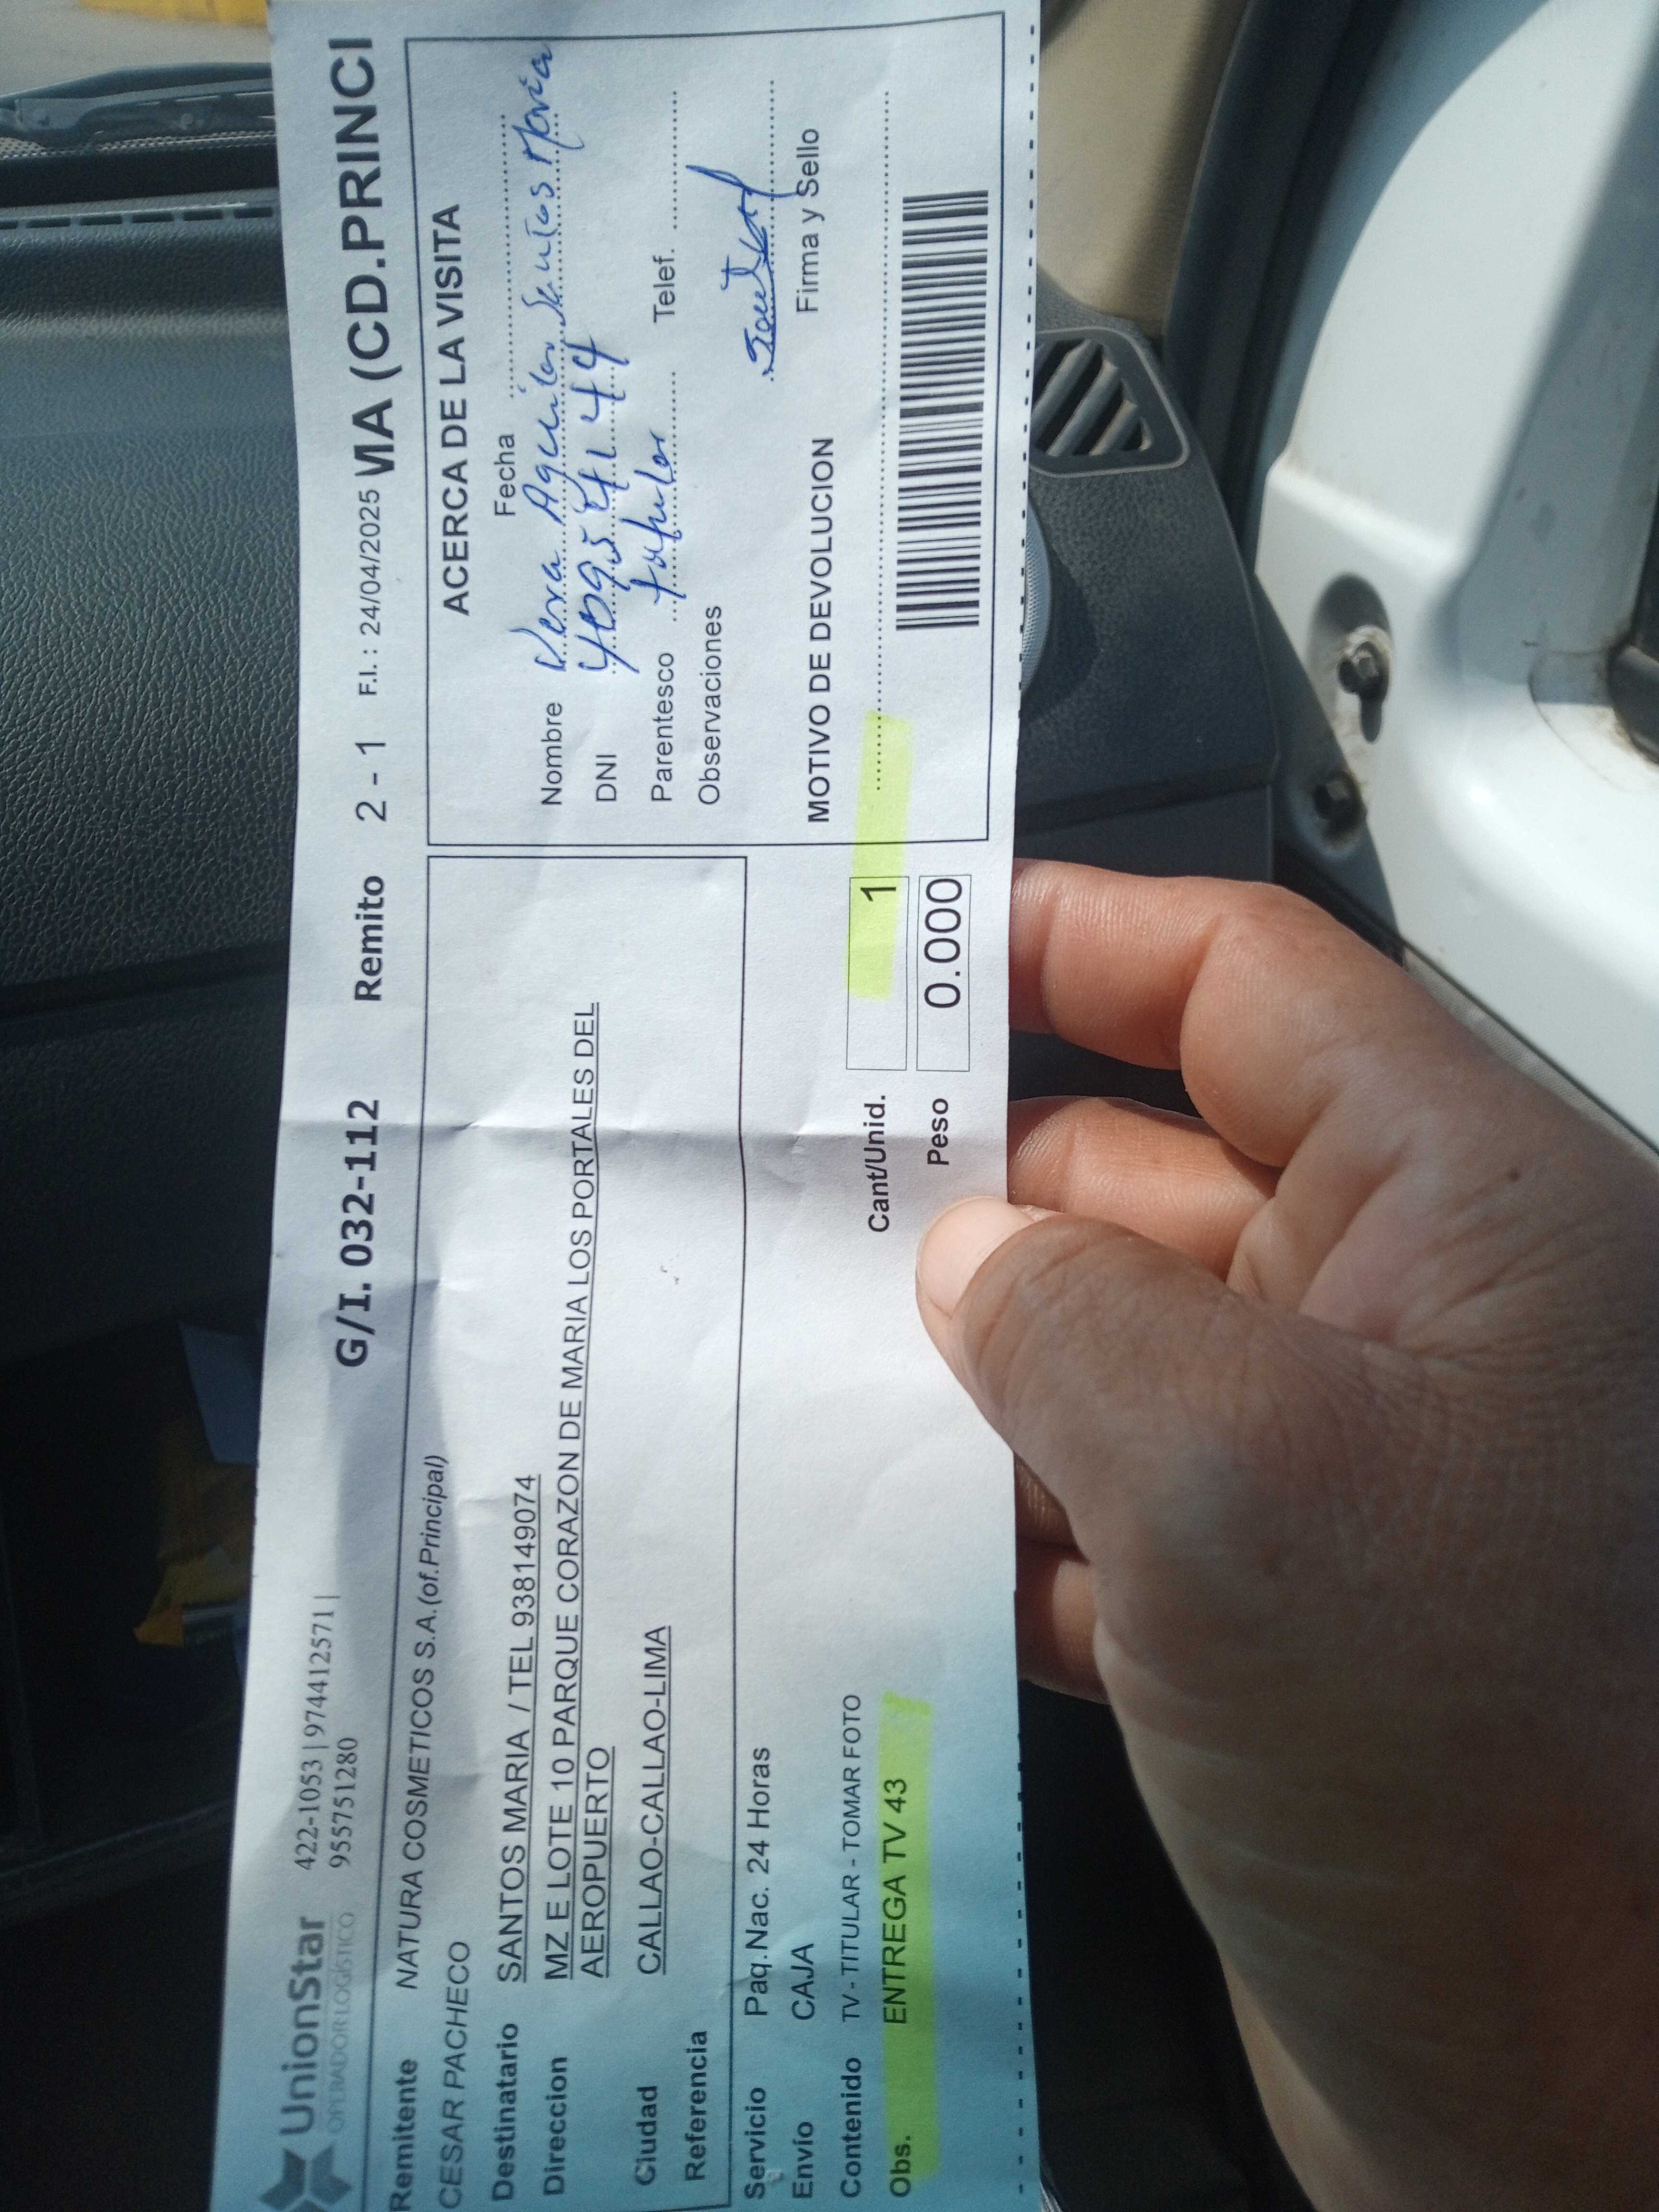 UnionStar
OPERADOR LOGÍSTICO
422-1053 | 974412571 |
955751280
G/I. 032-112 Remito 2 - 1 F.I.: 24/04/2025 VIA (CD.PRINCI
Remitente NATURA COSMETICOS S.A.(of.Principal)
CESAR PACHECO
Destinatario SANTOS MARIA / TEL 938149074
Direccion MZ E LOTE 10 PARQUE CORAZON DE MARIA LOS PORTALES DEL
AEROPUERTO
Ciudad CALLAO-CALLAO-LIMA
Referencia
Servicio Paq.Nac. 24 Horas
Envío CAJA
Contenido TV - TITULAR - TOMAR FOTO
Obs. ENTREGA TV 43
Cant/Unid. 1
Peso 0.000
ACERCA DE LA VISITA
Fecha
Nombre Vera Aguilar Santos Maria
DNI
Parentesco titular Telef.
Observaciones
Firma y Sello
MOTIVO DE DEVOLUCION